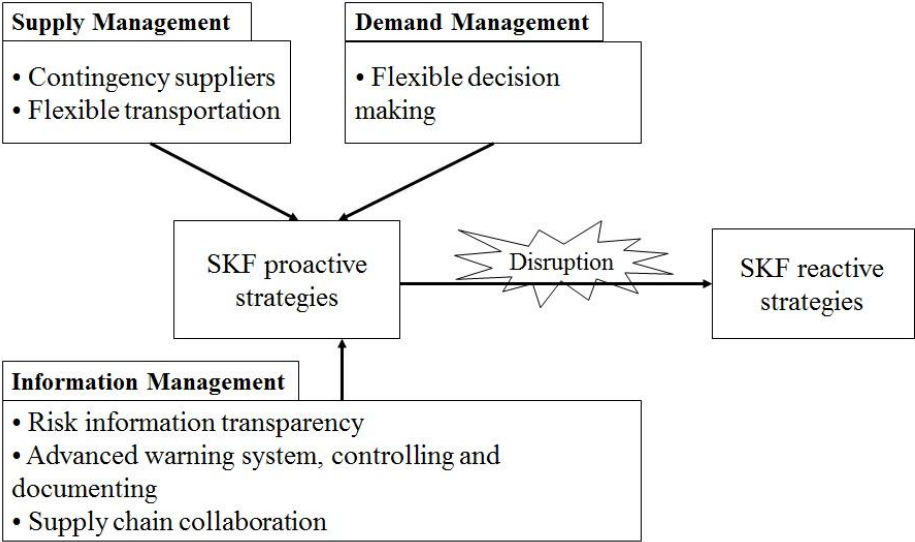 Supply Management
• Contingency suppliers
• Flexible transportation
Demand Management
• Flexible decision
making
SKF proactive
strategies
Disruption
SKF reactive
strategies
Information Management
• Risk information transparency
• Advanced warning system, controlling and
documenting
• Supply chain collaboration